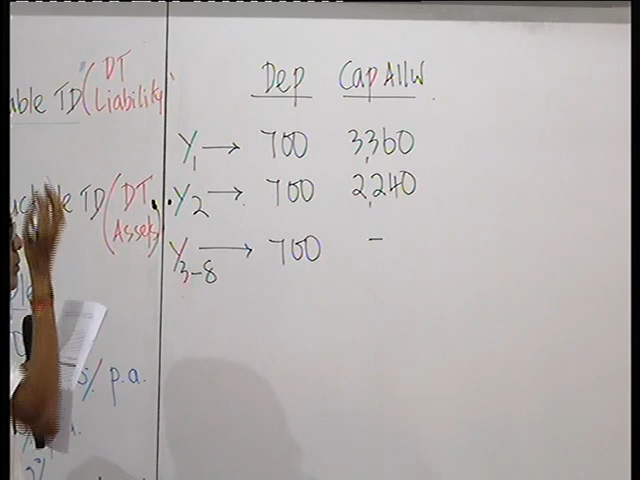 able TD (DT
Liability)
TD (DT
Assets)
% p.a.
Dep Cap Allw
Y1 → 700 3,360
Y2 → 700 2,240
Y3-8 → 700 -